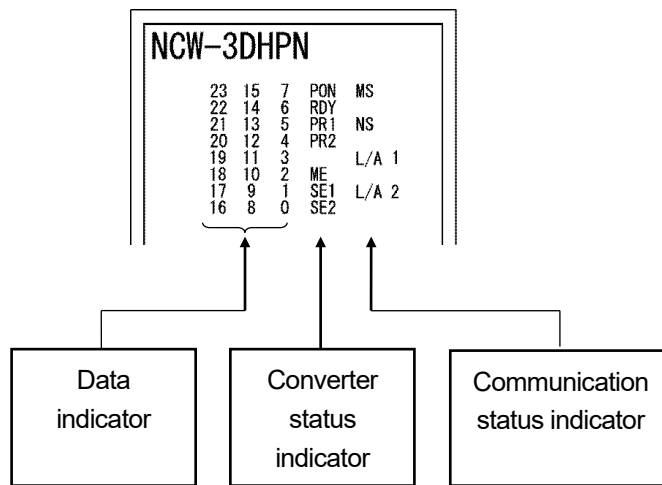 NCW-3DHPN
23 15 7 PON MS
22 14 6 RDY
21 13 5 PR1 NS
20 12 4 PR2
19 11 3 L/A 1
18 10 2 ME
17 9 1 SE1 L/A 2
16 8 0 SE2
Data
indicator
Converter
status
indicator
Communication
status indicator